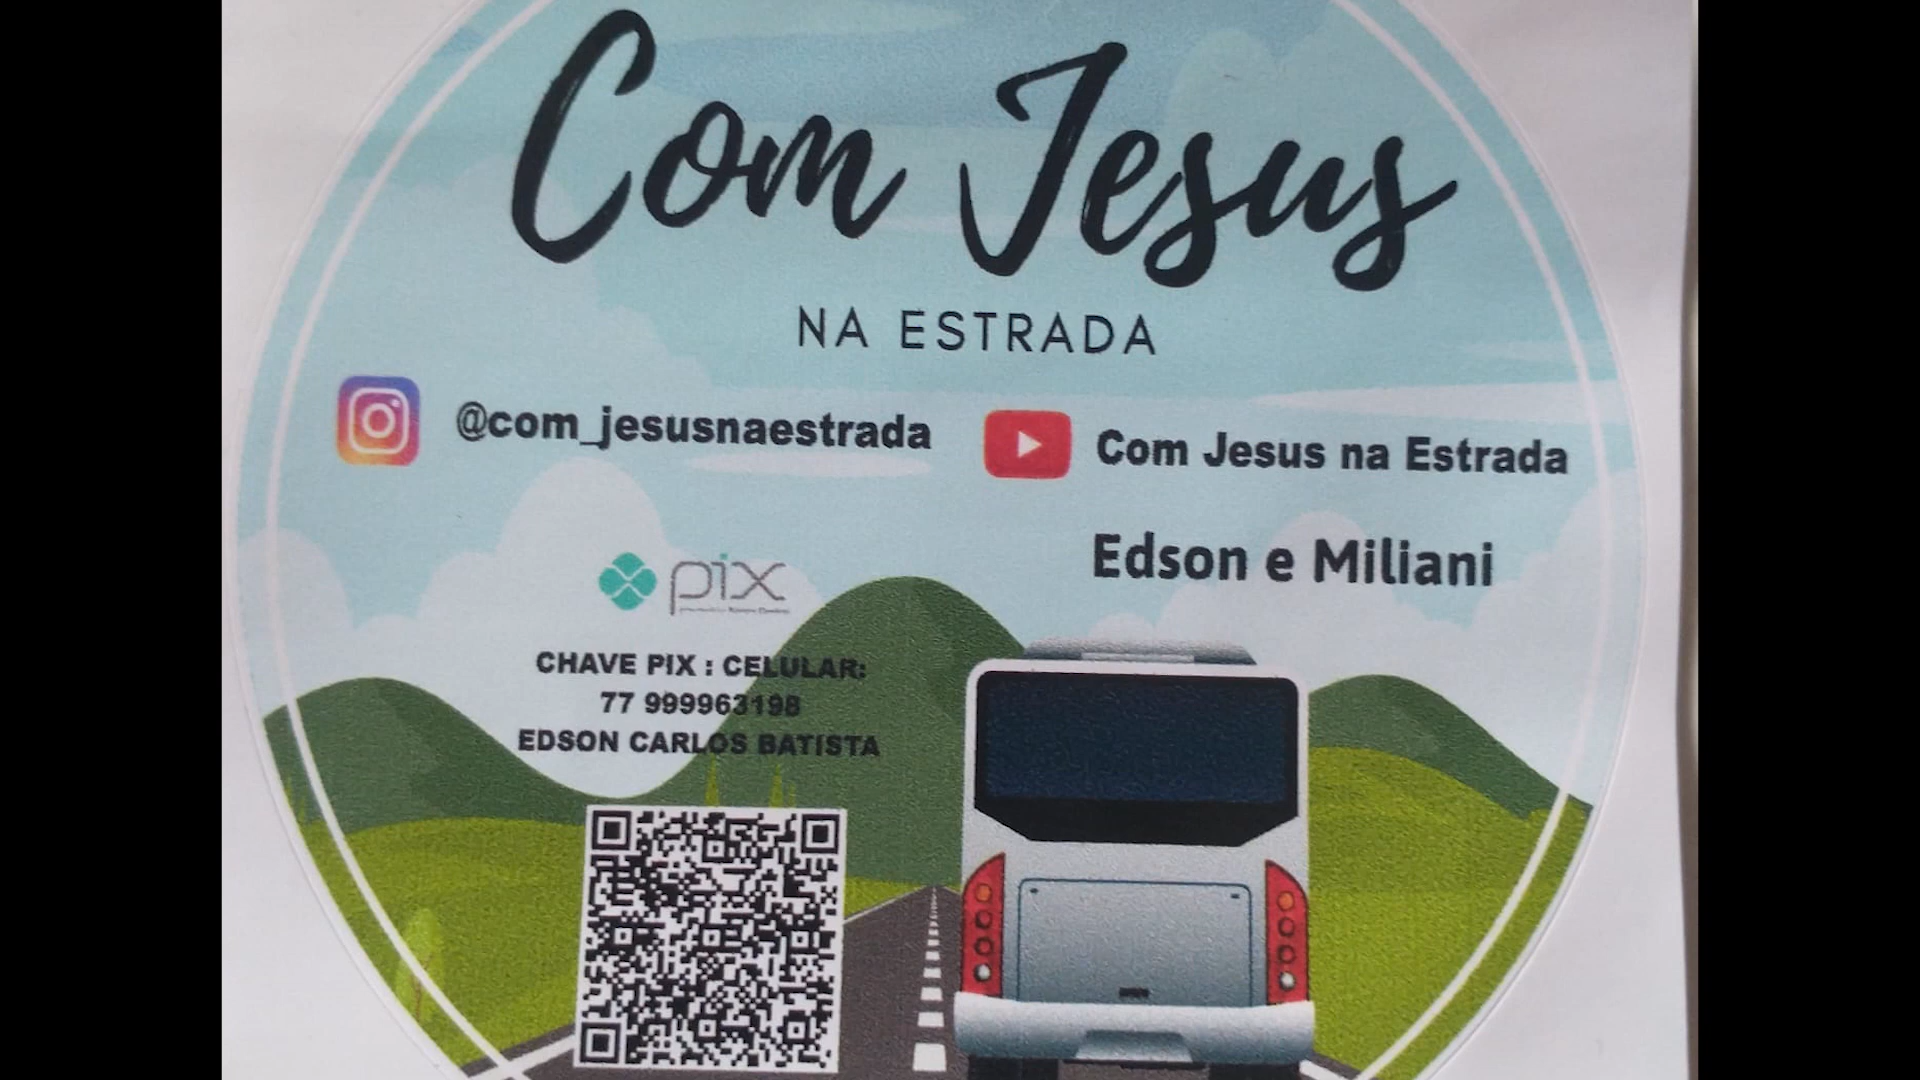 Com Jesus
NA ESTRADA
@com_jesusnaestrada
Com Jesus na Estrada
Edson e Miliani
pix
CHAVE PIX : CELULAR:
77 999963198
EDSON CARLOS BATISTA